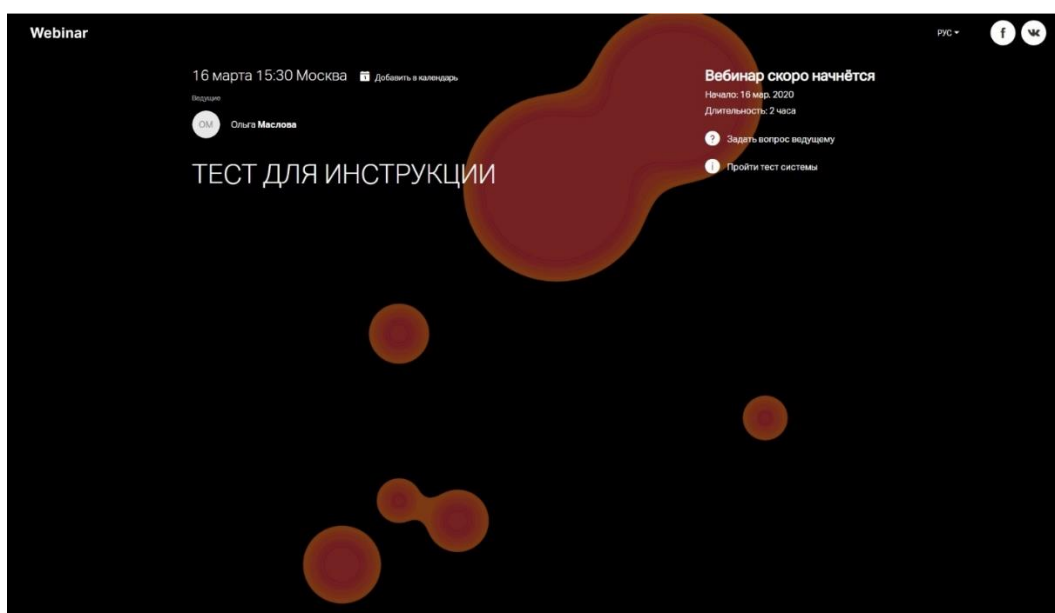 Webinar
РУС
f
16 марта 15:30 Москва
1
Добавить в календарь
Ведущие
ОМ
Ольга Маслова
ТЕСТ ДЛЯ ИНСТРУКЦИИ
Вебинар скоро начнётся
Начало: 16 мар. 2020
Длительность: 2 часа
? Задать вопрос ведущему
i Пройти тест системы